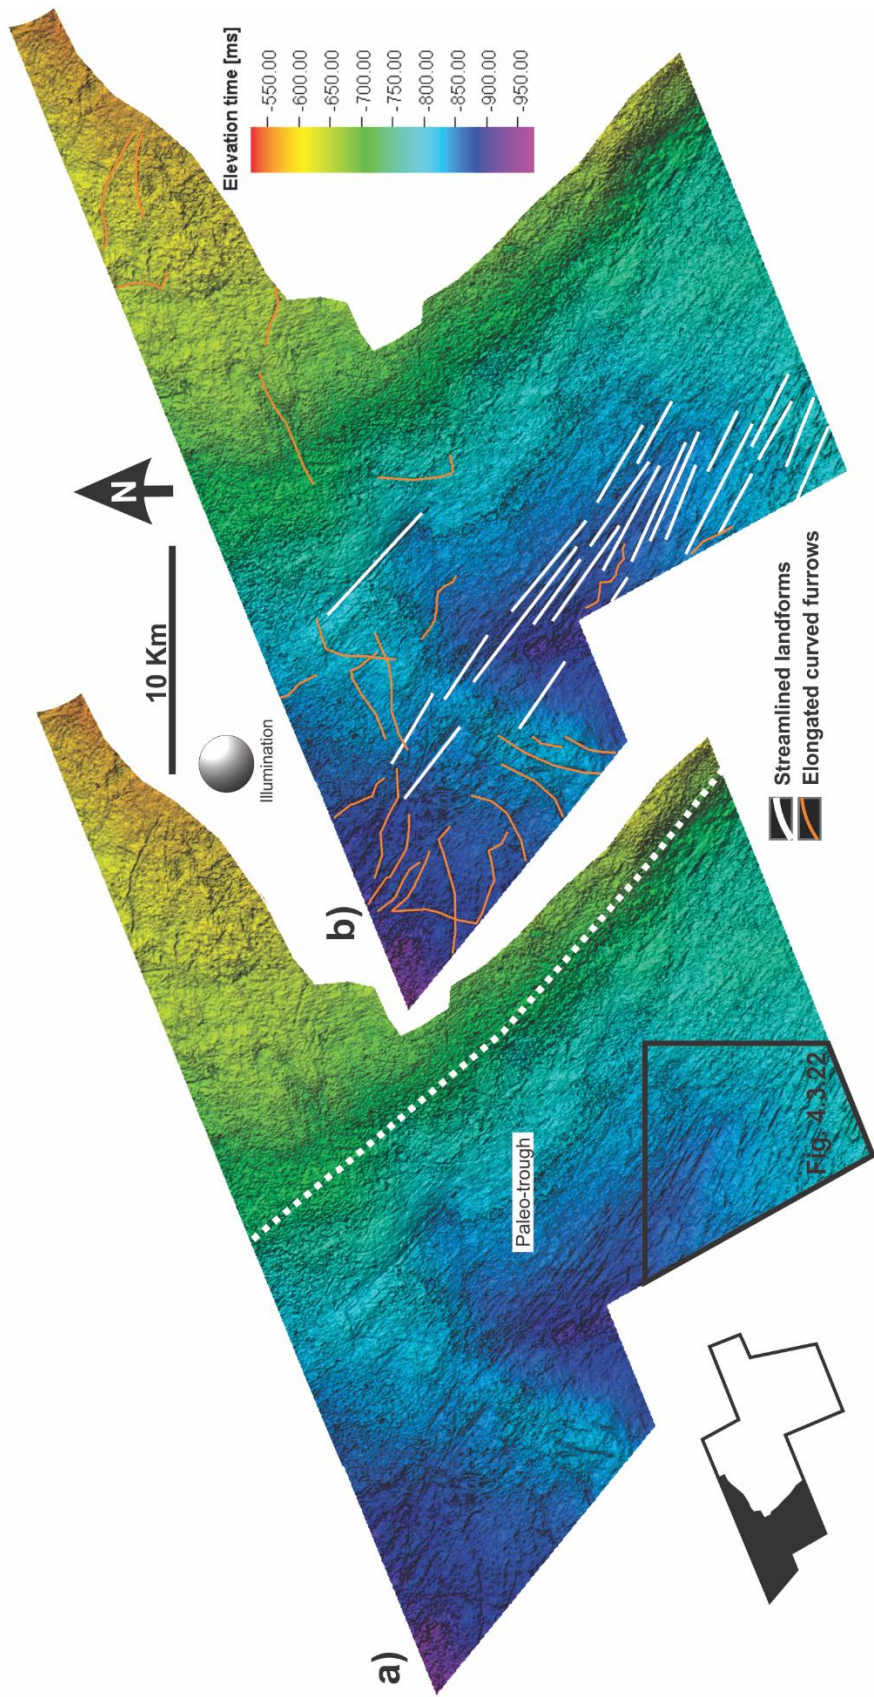 a)
Paleo-trough
Fig. 4.3.22
b)
10 Km
N
Illumination
Elevation time [ms]
-550.00
-600.00
-650.00
-700.00
-750.00
-800.00
-850.00
-900.00
-950.00
Streamlined landforms
Elongated curved furrows